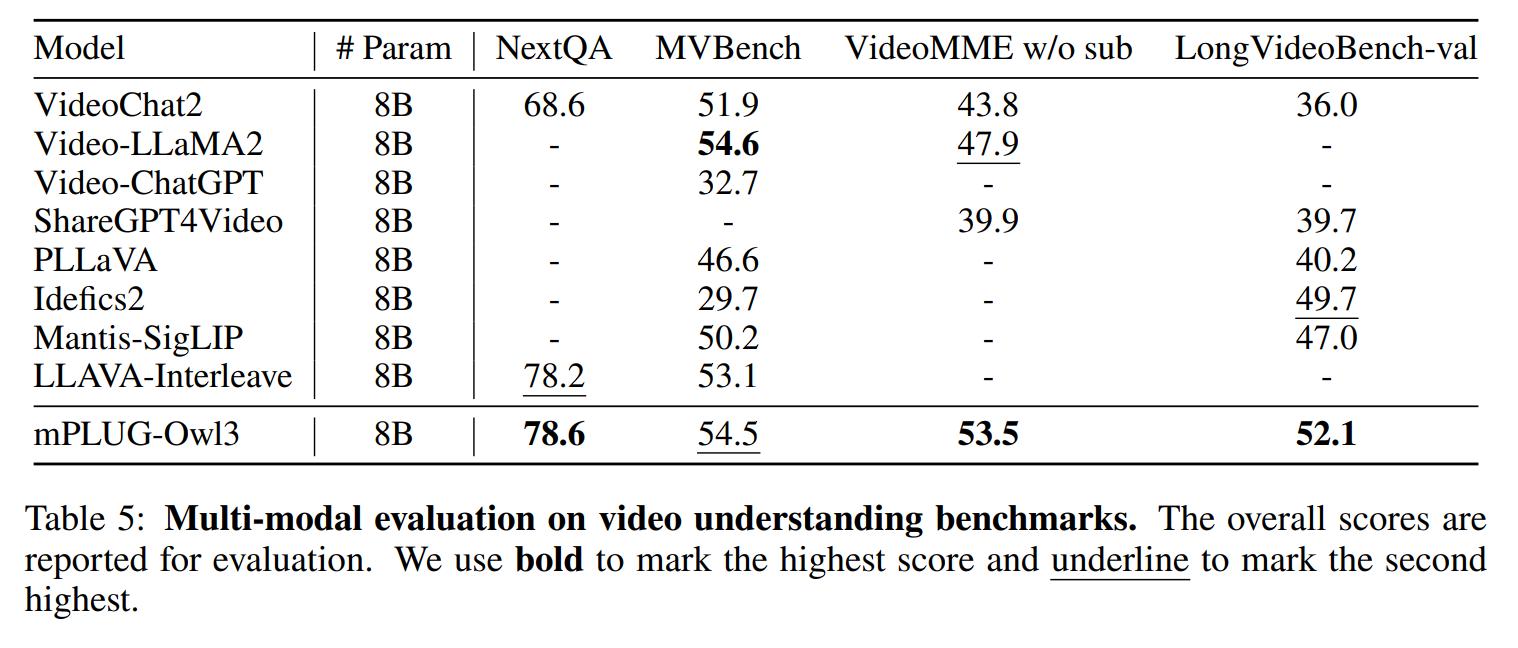 Model # Param NextQA MVBench VideoMME w/o sub LongVideoBench-val
VideoChat2 8B 68.6 51.9 43.8 36.0
Video-LLaMA2 8B - 54.6 47.9 -
Video-ChatGPT 8B - 32.7 - -
ShareGPT4Video 8B - - 39.9 39.7
PLLaVA 8B - 46.6 - 40.2
Idefics2 8B - 29.7 - 49.7
Mantis-SigLIP 8B - 50.2 - 47.0
LLAVA-Interleave 8B 78.2 53.1 - -
mPLUG-Owl3 8B 78.6 54.5 53.5 52.1
Table 5: Multi-modal evaluation on video understanding benchmarks. The overall scores are
reported for evaluation. We use bold to mark the highest score and underline to mark the second
highest.